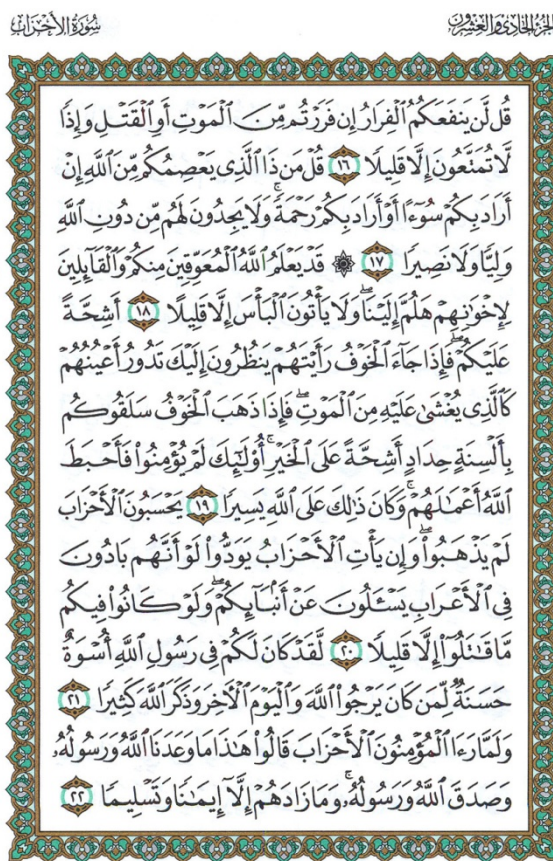 الجزء الحادي والعشرون
سُورَةُ الأَحْزَابِ
قُل لَّن يَنفَعَكُمُ ٱلْفِرَارُ إِن فَرَرْتُم مِّنَ ٱلْمَوْتِ أَوِ ٱلْقَتْلِ وَإِذًا
لَّا تُمَتَّعُونَ إِلَّا قَلِيلًا ١٦ قُلْ مَن ذَا ٱلَّذِى يَعْصِمُكُم مِّنَ ٱللَّهِ إِنْ
أَرَادَ بِكُمْ سُوٓءًا أَوْ أَرَادَ بِكُمْ رَحْمَةً ۚ وَلَا يَجِدُونَ لَهُم مِّن دُونِ ٱللَّهِ
وَلِيًّا وَلَا نَصِيرًا ١٧ ۞ قَدْ يَعْلَمُ ٱللَّهُ ٱلْمُعَوِّقِينَ مِنكُمْ وَٱلْقَآئِلِينَ
لِإِخْوَٰنِهِمْ هَلُمَّ إِلَيْنَا ۖ وَلَا يَأْتُونَ ٱلْبَأْسَ إِلَّا قَلِيلًا ١٨ أَشِحَّةً
عَلَيْكُمْ ۖ فَإِذَا جَآءَ ٱلْخَوْفُ رَأَيْتَهُمْ يَنظُرُونَ إِلَيْكَ تَدُورُ أَعْيُنُهُمْ
كَٱلَّذِى يُغْشَىٰ عَلَيْهِ مِنَ ٱلْمَوْتِ ۖ فَإِذَا ذَهَبَ ٱلْخَوْفُ سَلَقُوكُم
بِأَلْسِنَةٍ حِدَادٍ أَشِحَّةً عَلَى ٱلْخَيْرِ ۚ أُو۟لَٰٓئِكَ لَمْ يُؤْمِنُوا۟ فَأَحْبَطَ
ٱللَّهُ أَعْمَٰلَهُمْ ۚ وَكَانَ ذَٰلِكَ عَلَى ٱللَّهِ يَسِيرًا ١٩ يَحْسَبُونَ ٱلْأَحْزَابَ
لَمْ يَذْهَبُوا۟ ۖ وَإِن يَأْتِ ٱلْأَحْزَابُ يَوَدُّوا۟ لَوْ أَنَّهُم بَادُونَ
فِى ٱلْأَعْرَابِ يَسْـَٔلُونَ عَنْ أَنۢبَآئِكُمْ ۖ وَلَوْ كَانُوا۟ فِيكُم
مَّا قَٰتَلُوٓا۟ إِلَّا قَلِيلًا ٢٠ لَّقَدْ كَانَ لَكُمْ فِى رَسُولِ ٱللَّهِ أُسْوَةٌ
حَسَنَةٌ لِّمَن كَانَ يَرْجُوا۟ ٱللَّهَ وَٱلْيَوْمَ ٱلْءَاخِرَ وَذَكَرَ ٱللَّهَ كَثِيرًا ٢١
وَلَمَّا رَءَا ٱلْمُؤْمِنُونَ ٱلْأَحْزَابَ قَالُوا۟ هَٰذَا مَا وَعَدَنَا ٱللَّهُ وَرَسُولُهُۥ
وَصَدَقَ ٱللَّهُ وَرَسُولُهُۥ ۚ وَمَا زَادَهُمْ إِلَّآ إِيمَٰنًا وَتَسْلِيمًا ٢٢